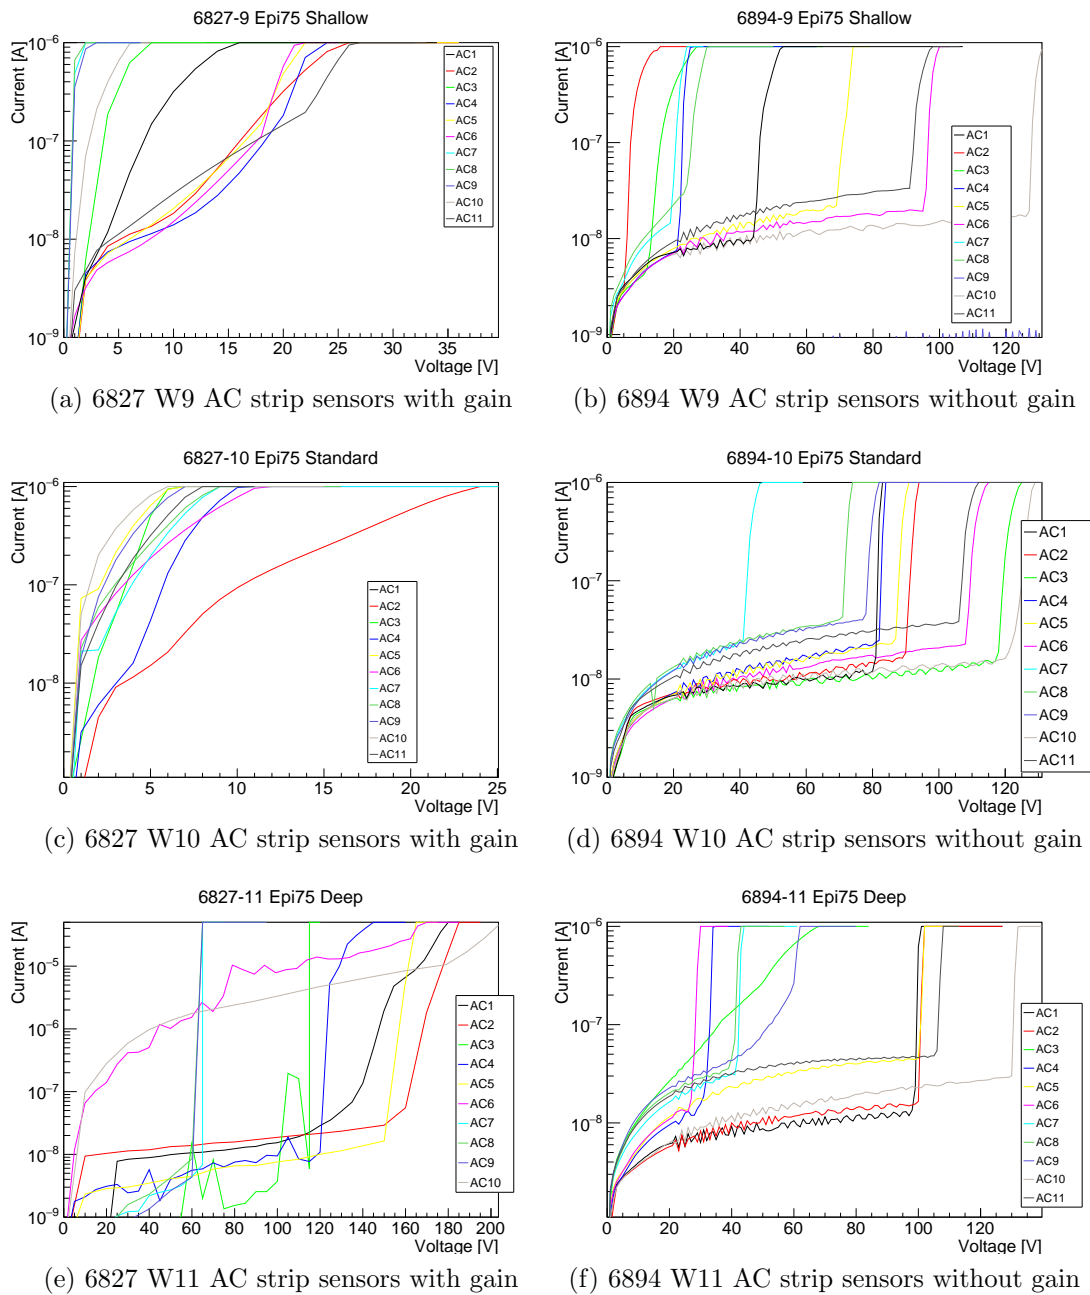 6827-9 Epi75 Shallow
Current [A]
10⁻⁶
10⁻⁷
10⁻⁸
10⁻⁹
0 5 10 15 20 25 30 35
Voltage [V]
AC1
AC2
AC3
AC4
AC5
AC6
AC7
AC8
AC9
AC10
AC11
(a) 6827 W9 AC strip sensors with gain
6894-9 Epi75 Shallow
Current [A]
10⁻⁶
10⁻⁷
10⁻⁸
10⁻⁹
0 20 40 60 80 100 120
Voltage [V]
AC1
AC2
AC3
AC4
AC5
AC6
AC7
AC8
AC9
AC10
AC11
(b) 6894 W9 AC strip sensors without gain
6827-10 Epi75 Standard
Current [A]
10⁻⁶
10⁻⁷
10⁻⁸
0 5 10 15 20 25
Voltage [V]
AC1
AC2
AC3
AC4
AC5
AC6
AC7
AC8
AC9
AC10
AC11
(c) 6827 W10 AC strip sensors with gain
6894-10 Epi75 Standard
Current [A]
10⁻⁶
10⁻⁷
10⁻⁸
10⁻⁹
0 20 40 60 80 100 120
Voltage [V]
AC1
AC2
AC3
AC4
AC5
AC6
AC7
AC8
AC9
AC10
AC11
(d) 6894 W10 AC strip sensors without gain
6827-11 Epi75 Deep
Current [A]
10⁻⁵
10⁻⁶
10⁻⁷
10⁻⁸
10⁻⁹
0 20 40 60 80 100 120 140 160 180 200
Voltage [V]
AC1
AC2
AC3
AC4
AC5
AC6
AC7
AC8
AC9
AC10
(e) 6827 W11 AC strip sensors with gain
6894-11 Epi75 Deep
Current [A]
10⁻⁶
10⁻⁷
10⁻⁸
0 20 40 60 80 100 120
Voltage [V]
AC1
AC2
AC3
AC4
AC5
AC6
AC7
AC8
AC9
AC10
AC11
(f) 6894 W11 AC strip sensors without gain